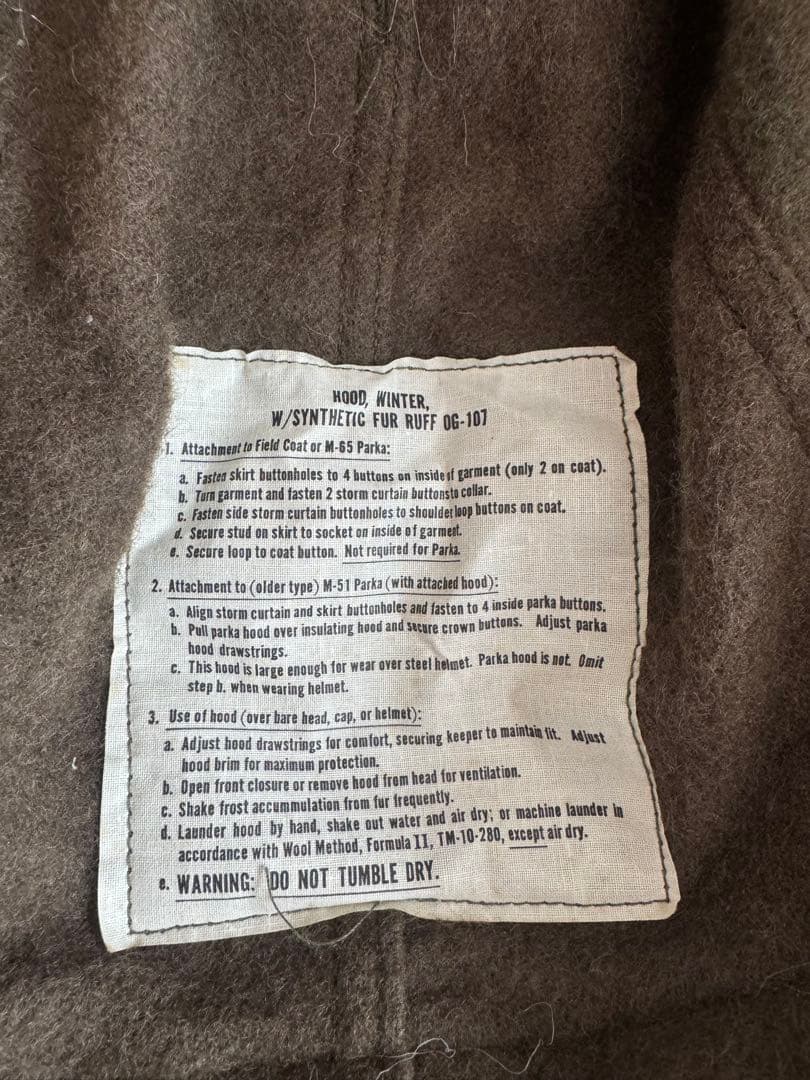 HOOD, WINTER,
W/SYNTHETIC FUR RUFF OG-107
1. Attachment to Field Coat or M-65 Parka:
a. Fasten skirt buttonholes to 4 buttons on inside of garment (only 2 on coat).
b. Turn garment and fasten 2 storm curtain buttons to collar.
c. Fasten side storm curtain buttonholes to shoulder loop buttons on coat.
d. Secure stud on skirt to socket on inside of garment.
e. Secure loop to coat button. Not required for Parka.
2. Attachment to (older type) M-51 Parka (with attached hood):
a. Align storm curtain and skirt buttonholes and fasten to 4 inside parka buttons.
b. Pull parka hood over insulating hood and secure crown buttons. Adjust parka
hood drawstrings.
c. This hood is large enough for wear over steel helmet. Parka hood is not. Omit
step b. when wearing helmet.
3. Use of hood (over bare head, cap, or helmet):
a. Adjust hood drawstrings for comfort, securing keeper to maintain fit. Adjust
hood brim for maximum protection.
b. Open front closure or remove hood from head for ventilation.
c. Shake frost accummulation from fur frequently.
d. Launder hood by hand, shake out water and air dry; or machine launder in
accordance with Wool Method, Formula II, TM-10-280, except air dry.
e. WARNING: DO NOT TUMBLE DRY.